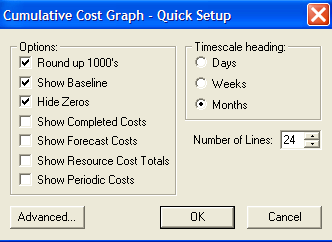 Cumulative Cost Graph - Quick Setup
Options:
Round up 1000's
Show Baseline
Hide Zeros
Show Completed Costs
Show Forecast Costs
Show Resource Cost Totals
Show Periodic Costs
Timescale heading:
Days
Weeks
Months
Number of Lines: 24
Advanced... OK Cancel